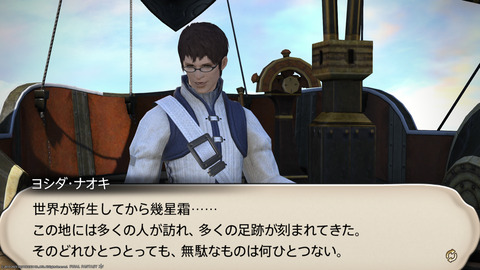 ヨシダ・ナオキ
世界が新生してから幾星霜……
この地には多くの人が訪れ、多くの足跡が刻まれてきた。
そのどれひとつとっても、無駄なものは何ひとつない。